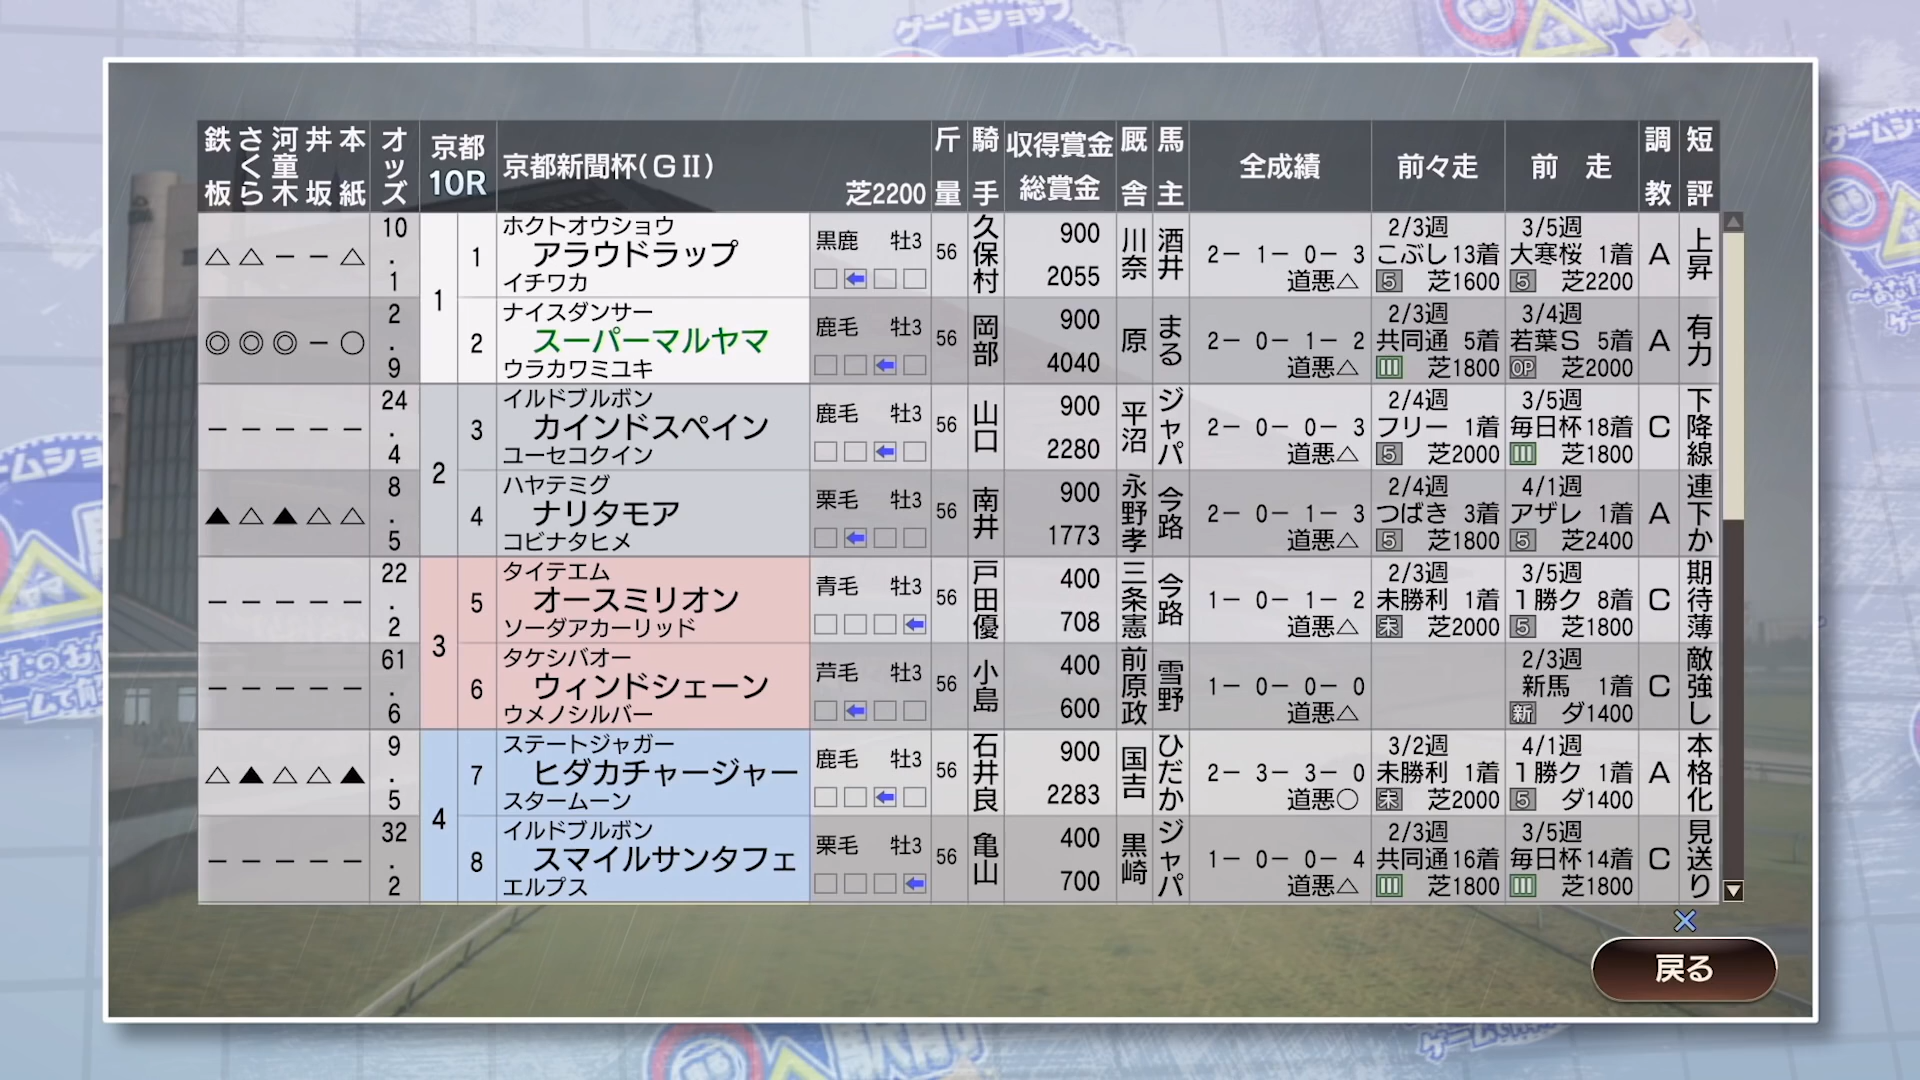 鉄板 さくら 河童木 丼坂 本紙 オッズ 京都10R 京都新聞杯(GⅡ) 芝2200 斤量 騎手 収得賞金 総賞金 厩舎 馬主 全成績 前々走 前走 調教 短評
△ △ － － △ 10.1 1 1 ホクトオウショウ 黒鹿 牡3 56 久保村 900 川奈 酒井 2－ 1－ 0－ 3 2/3週 3/5週 A 上昇
アラウドラップ こぶし13着 大寒桜 1着
イチワカ 2055 道悪△ 5 芝1600 5 芝2200
◎ ◎ ◎ － ○ 2.9 2 ナイスダンサー 鹿毛 牡3 56 岡部 900 原 まる 2－ 0－ 1－ 2 2/3週 3/4週 A 有力
スーパーマルヤマ 共同通 5着 若葉S 5着
ウラカワミユキ 4040 道悪△ Ⅲ 芝1800 OP 芝2000
－ － － － － 24.4 2 3 イルドブルボン 鹿毛 牡3 56 山口 900 平沼 ジャパ 2－ 0－ 0－ 3 2/4週 3/5週 C 下降線
カインドスペイン フリー 1着 毎日杯18着
ユーセコクイン 2280 道悪△ 5 芝2000 Ⅲ 芝1800
▲ △ ▲ △ △ 8.5 4 ハヤテミグ 栗毛 牡3 56 南井 900 永野孝 今路 2－ 0－ 1－ 3 2/4週 4/1週 A 連下か
ナリタモア つばき 3着 アザレ 1着
コビナタヒメ 1773 道悪△ 5 芝1800 5 芝2400
－ － － － － 22.2 3 5 タイテエム 青毛 牡3 56 戸田優 400 三条憲 今路 1－ 0－ 1－ 2 2/3週 3/5週 C 期待薄
オースミリオン 未勝利 1着 1勝ク 8着
ソーダアカーリッド 708 道悪△ 未 芝2000 5 芝1800
－ － － － － 61.6 6 タケシバオー 芦毛 牡3 56 小島 400 前原政 雪野 1－ 0－ 0－ 0 2/3週 C 敵強し
ウィンドシェーン 新馬 1着
ウメノシルバー 600 道悪△ 新 ダ1400
△ ▲ △ △ ▲ 9.5 4 7 ステートジャガー 鹿毛 牡3 56 石井良 900 国吉 ひだか 2－ 3－ 3－ 0 3/2週 4/1週 A 本格化
ヒダカチャージャー 未勝利 1着 1勝ク 1着
スタームーン 2283 道悪○ 未 芝2000 5 ダ1400
－ － － － － 32.2 8 イルドブルボン 栗毛 牡3 56 亀山 400 黒崎 ジャパ 1－ 0－ 0－ 4 2/3週 3/5週 C 見送り
スマイルサンタフェ 共同通16着 毎日杯14着
エルプス 700 道悪△ Ⅲ 芝1800 Ⅲ 芝1800
戻る